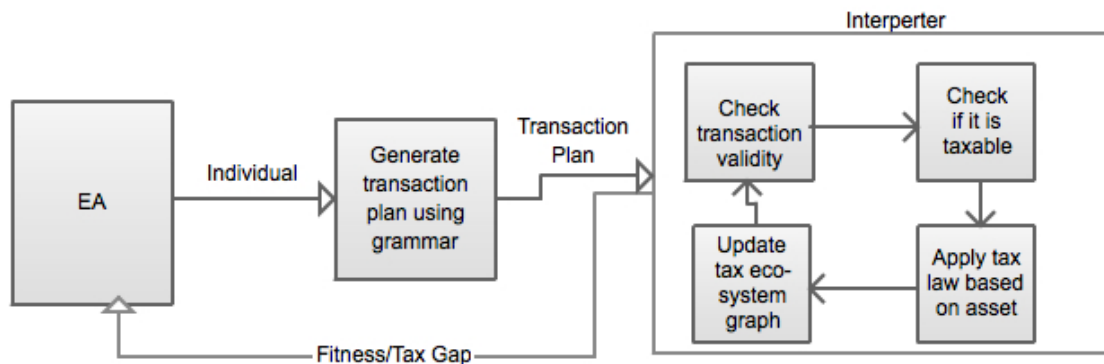 Interperter
EA
Individual
Generate
transaction
plan using
grammar
Transaction
Plan
Check
transaction
validity
Check
if it is
taxable
Update
tax eco-
system
graph
Apply tax
law based
on asset
Fitness/Tax Gap